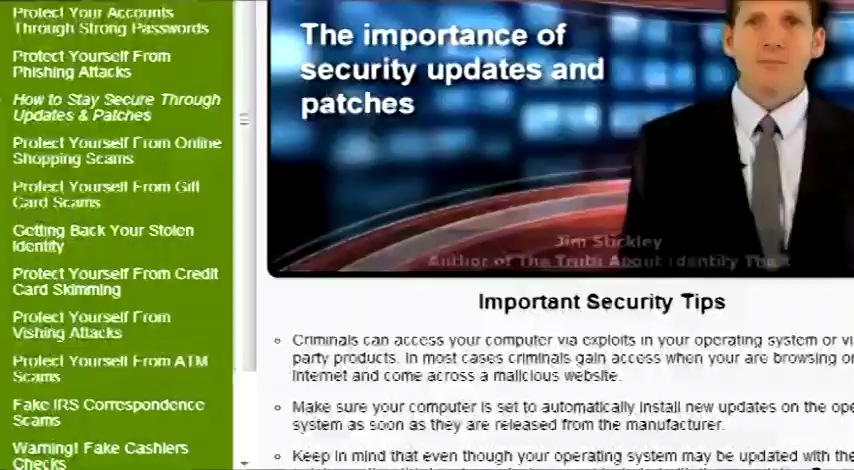 Protect Your Accounts
Through Strong Passwords
Protect Yourself From
Phishing Attacks
How to Stay Secure Through
Updates & Patches
Protect Yourself From Online
Shopping Scams
Protect Yourself From Gift
Card Scams
Getting Back Your Stolen
Identity
Protect Yourself From Credit
Card Skimming
Protect Yourself From
Vishing Attacks
Protect Yourself From ATM
Scams
Fake IRS Correspondence
Scams
Warning! Fake Cashiers
Checks
The importance of
security updates and
patches
Jim Stickley
Author of The Truth About Identity Theft
Important Security Tips
Criminals can access your computer via exploits in your operating system or
party products. In most cases criminals gain access when your are browsing
Internet and come across a malicious website.
Make sure your computer is set to automatically install new updates on the
system as soon as they are released from the manufacturer.
Keep in mind that even though your operating system may be updated with the